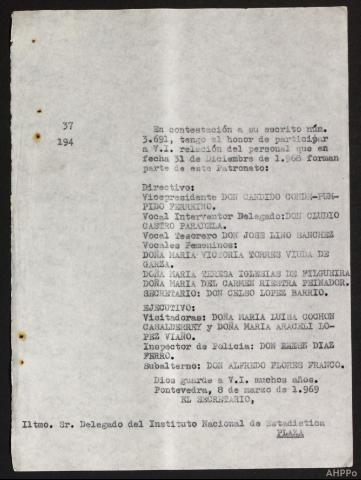 37
194
En contestación a su escrito núm.
3.691, tengo el honor de participar
a V.I. relación del personal que en
fecha 31 de Diciembre de 1.968 forman
parte de este Patronato:
Directivo:
Vicepresidente DON CANDIDO CONDE-PUM-
PIDO FERREIRO.
Vocal Interventor Delegado:DON CLUDIO
CASTRO PARADELA.
Vocal Tesorero DON JOSE LINO SANCHEZ
Vocales Femeninos:
DOÑA MARIA VICTORIA TORRES VIUDA DE
GARZA.
DOÑA MARIA TERESA IGLESIAS DE FILGUEIRA
DOÑA MARIA DEL CARMEN RIESTRA PEINADOR.
SECRETARIO: DON CELSO LOPEZ BARRIO.
EJECUTIVO:
Visitadoras: DOÑA MARIA LUISA COCHON
CASALDERREY y DOÑA MARIA ARACELI LO-
PEZ VIAÑO.
Inspector de Policia: DON DIAZ
FERRO.
Subalterno: DON ALFREDO FLORES FRANCO.
Dios guarde a V.I. muchos años.
Pontevedra, 8 de marzo de 1.969
EL SECRETARIO,
Iltmo. Sr. Delegado del Instituto Nacional de Estadistica
PLAZA
AHPPo